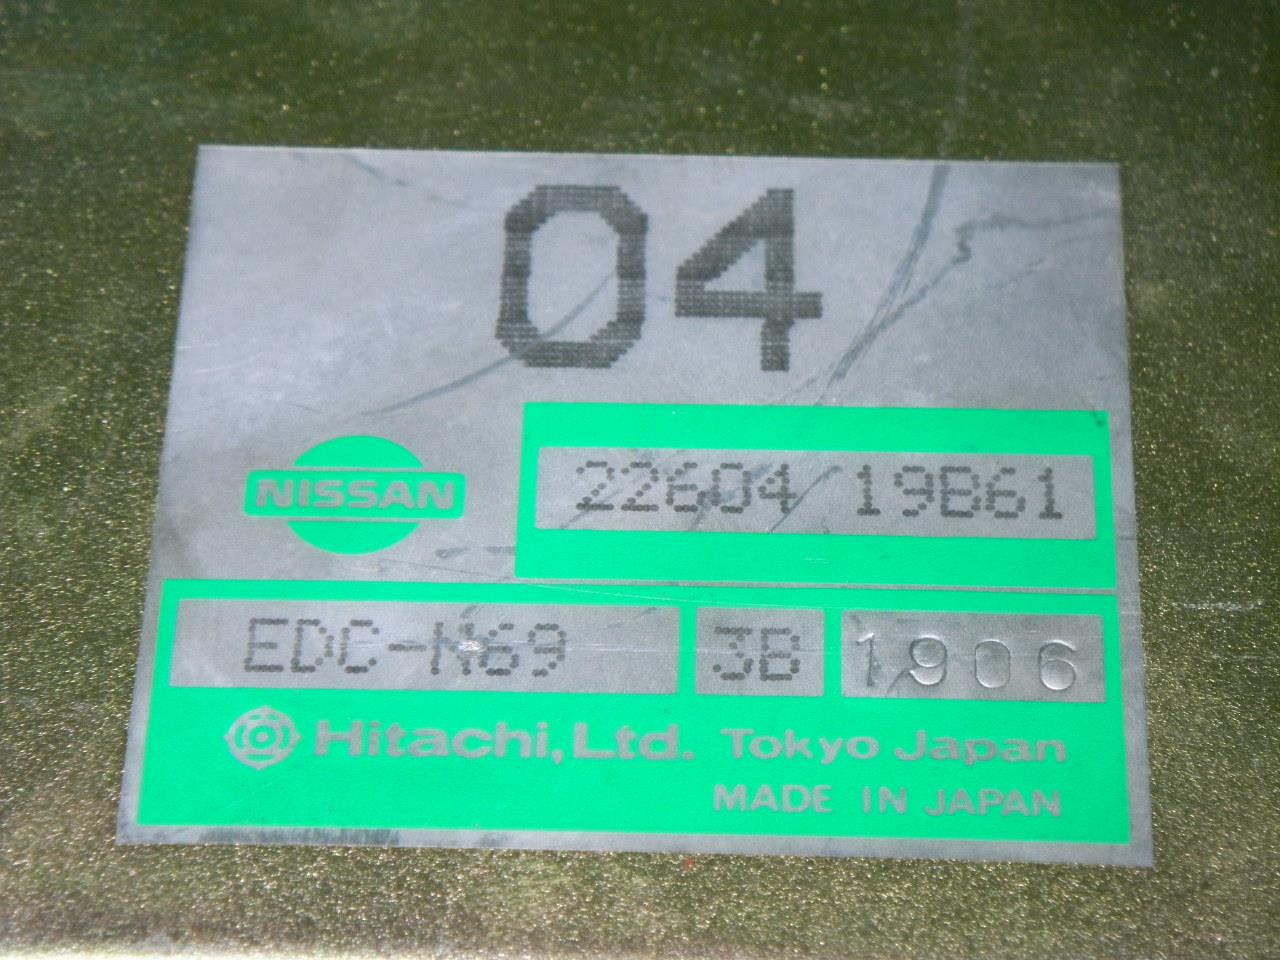 04
NISSAN
22604 19B61
EDC-N69 3B 1906
Hitachi, Ltd. Tokyo Japan
MADE IN JAPAN